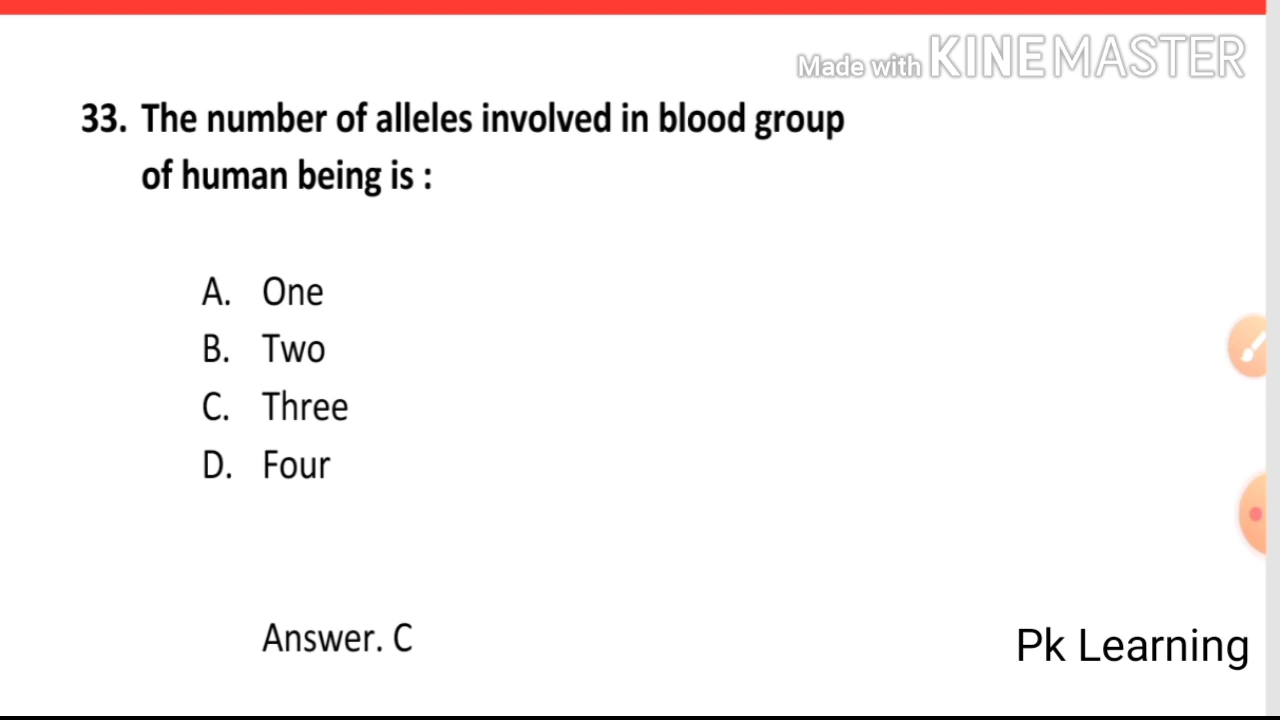 Made with KINEMASTER
33. The number of alleles involved in blood group
of human being is :
A. One
B. Two
C. Three
D. Four
Answer. C
Pk Learning